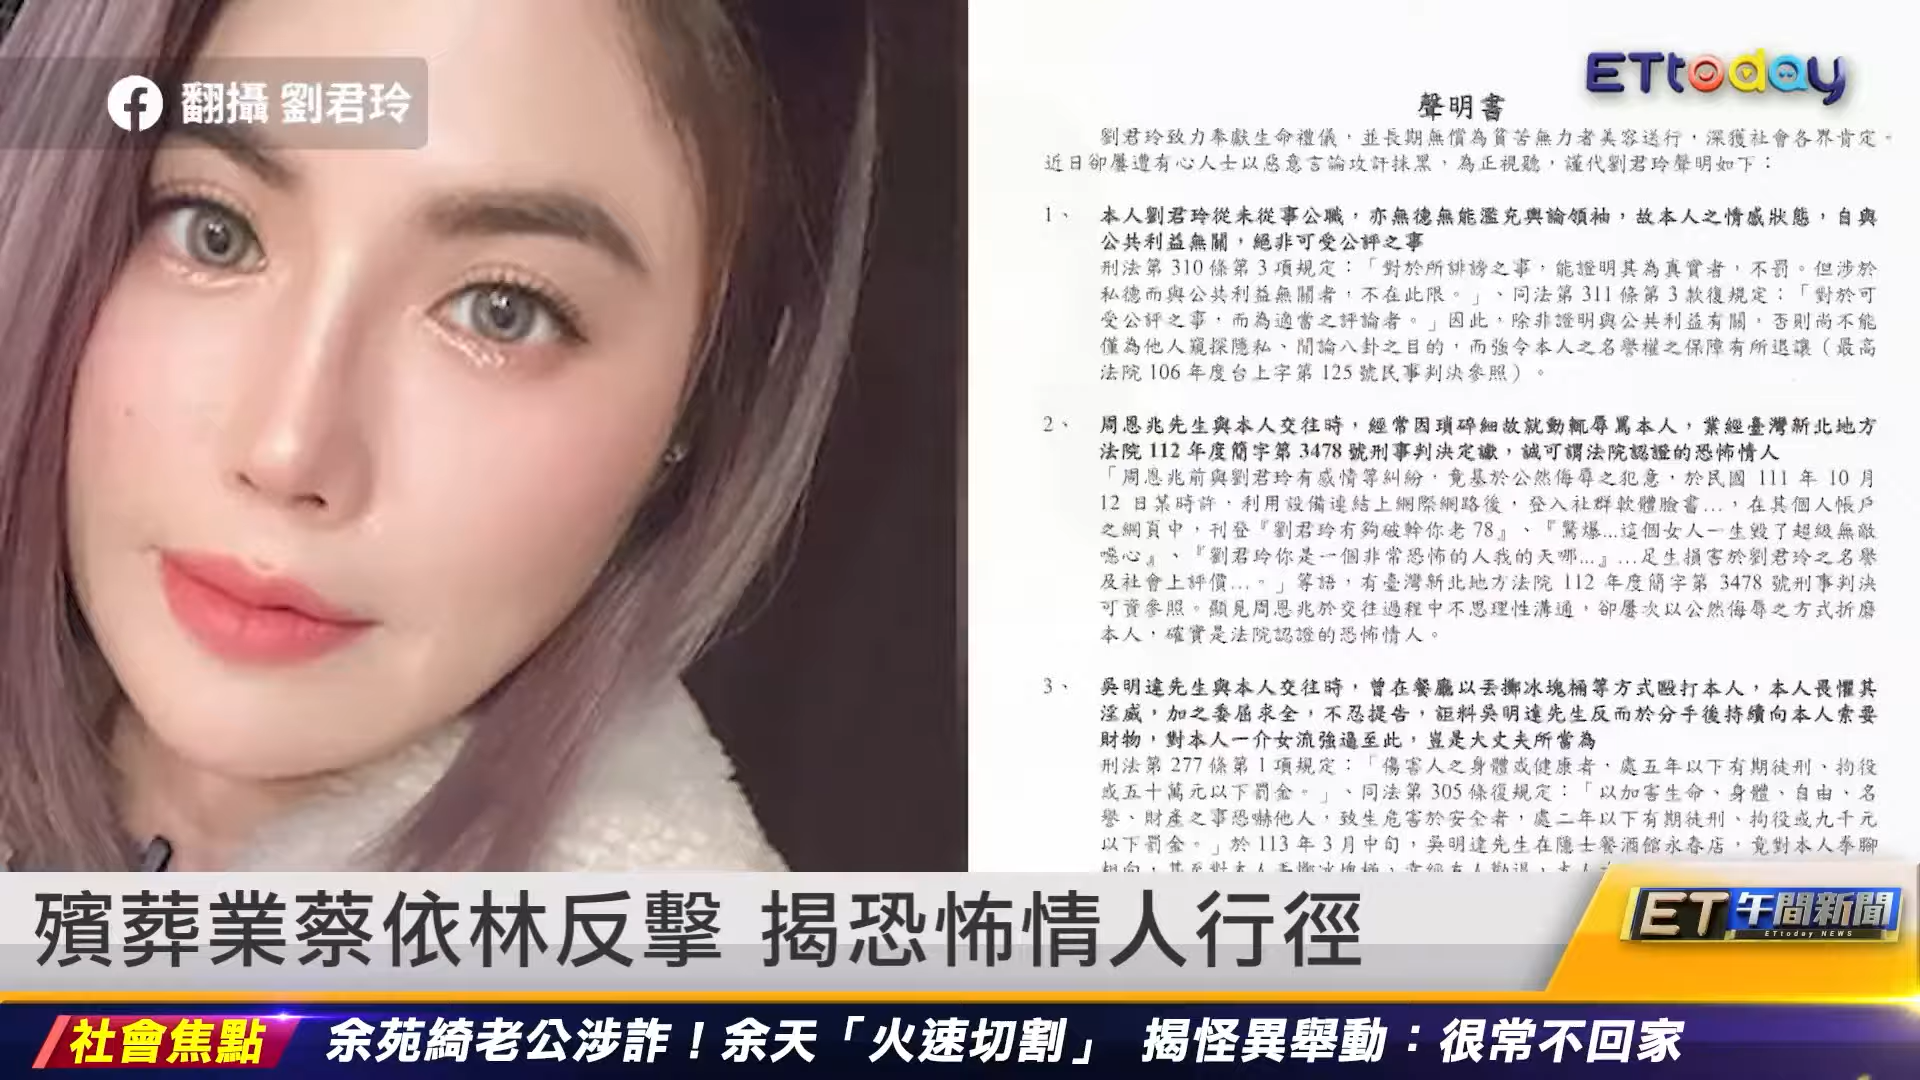 翻攝 劉君玲
ETtoday
聲明書
劉君玲致力奉獻生命禮儀，並長期無償為貧苦無力者美容送行，深獲社會各界肯定。
近日卻屢遭有心人士以惡意言論攻訐抹黑，為正視聽，謹代劉君玲聲明如下：
1、 本人劉君玲從未從事公職，亦無德無能濫充輿論領袖，故本人之情感狀態，自與
公共利益無關，絕非可受公評之事
刑法第 310 條第 3 項規定：「對於所誹謗之事，能證明其為真實者，不罰。但涉於
私德而與公共利益無關者，不在此限。」、同法第 311 條第 3 款復規定：「對於可
受公評之事，而為適當之評論者。」因此，除非證明與公共利益有關，否則尚不能
僅為他人窺探隱私、閒論八卦之目的，而強令本人之名譽權之保障有所退讓（最高
法院 106 年度台上字第 125 號民事判決參照）。
2、 周恩兆先生與本人交往時，經常因瑣碎細故就動輒辱罵本人，業經臺灣新北地方
法院 112 年度簡字第 3478 號刑事判決定讞，誠可謂法院認證的恐怖情人
「周恩兆前與劉君玲有感情等糾紛，竟基於公然侮辱之犯意，於民國 111 年 10 月
12 日某時許，利用設備連結上網際網路後，登入社群軟體臉書…，在其個人帳戶
之網頁中，刊登『劉君玲有夠破幹你老 78』、『驚爆...這個女人一生毀了超級無敵
噁心』、『劉君玲你是一個非常恐怖的人我的天哪...』…足生損害於劉君玲之名譽
及社會上評價…。」等語，有臺灣新北地方法院 112 年度簡字第 3478 號刑事判決
可資參照。顯見周恩兆於交往過程中不思理性溝通，卻屢次以公然侮辱之方式折磨
本人，確實是法院認證的恐怖情人。
3、 吳明達先生與本人交往時，曾在餐廳以丟擲冰塊桶等方式毆打本人，本人畏懼其
淫威，加之委屈求全，不忍提告，詎料吳明達先生反而於分手後持續向本人索要
財物，對本人一介女流強逼至此，豈是大丈夫所當為
刑法第 277 條第 1 項規定：「傷害人之身體或健康者，處五年以下有期徒刑、拘役
或五十萬元以下罰金。」、同法第 305 條復規定：「以加害生命、身體、自由、名
譽、財產之事恐嚇他人，致生危害於安全者，處二年以下有期徒刑、拘役或九千元
以下罰金。」於 113 年 3 月中旬，吳明達先生在隱士餐酒館永春店，竟對本人拳腳
殯葬業蔡依林反擊 揭恐怖情人行徑
ET午間新聞
ETtoday NEWS
社會焦點 余苑綺老公涉詐！余天「火速切割」 揭怪異舉動：很常不回家